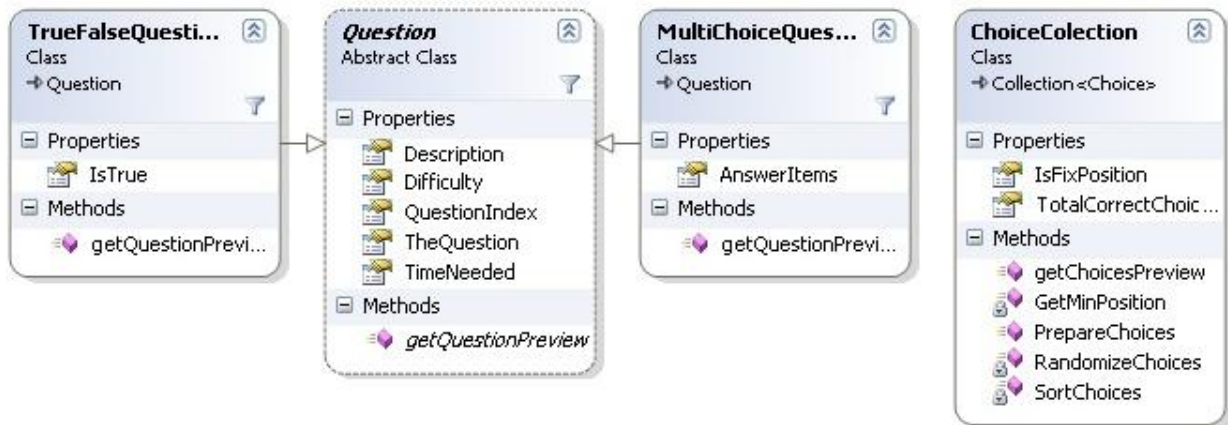 TrueFalseQuesti...
Class
Question
Properties
IsTrue
Methods
getQuestionPrevi...
Question
Abstract Class
Properties
Description
Difficulty
QuestionIndex
TheQuestion
TimeNeeded
Methods
getQuestionPreview
MultiChoiceQues...
Class
Question
Properties
AnswerItems
Methods
getQuestionPrevi...
ChoiceColection
Class
Collection<Choice>
Properties
IsFixPosition
TotalCorrectChoic...
Methods
getChoicesPreview
GetMinPosition
PrepareChoices
RandomizeChoices
SortChoices